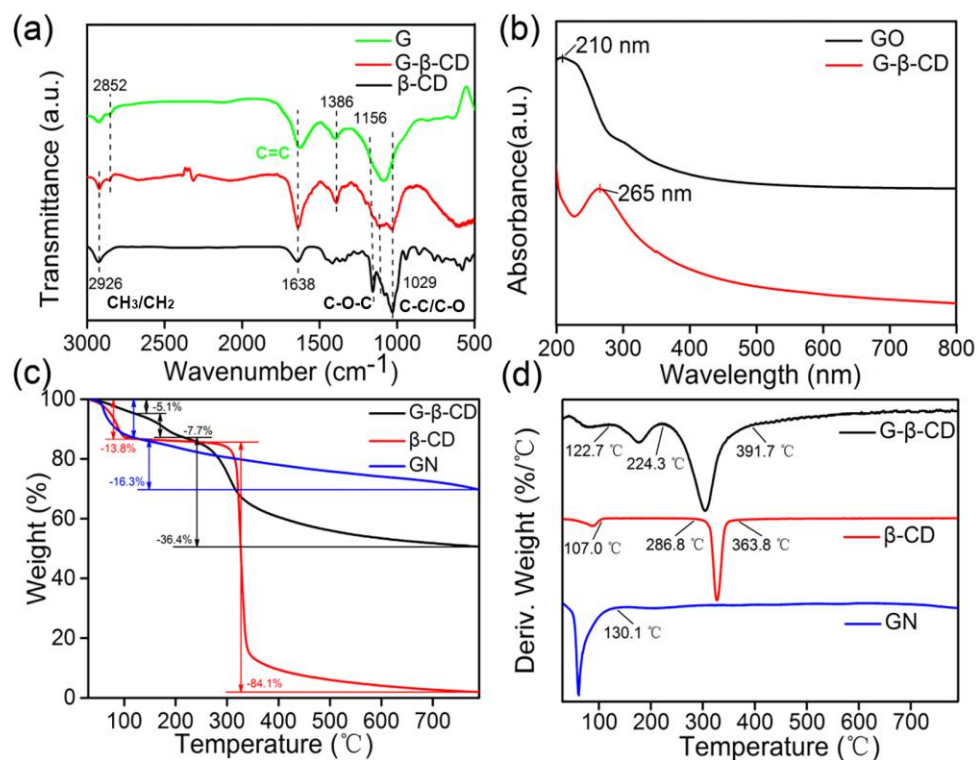 (a)
G
G-β-CD
β-CD
2852
1386
1156
C=C
2926
CH3/CH2
1638
C-O-C
1029
C-C/C-O
Transmittance (a.u.)
3000 2500 2000 1500 1000 500
Wavenumber (cm-1)
(b)
210 nm
GO
G-β-CD
265 nm
Absorbance(a.u.)
200 300 400 500 600 700 800
Wavelength (nm)
(c)
100
80
60
40
20
0
-5.1%
-7.7%
-13.8%
-16.3%
-36.4%
-84.1%
G-β-CD
β-CD
GN
Weight (%)
100 200 300 400 500 600 700
Temperature (℃)
(d)
G-β-CD
122.7 ℃
224.3 ℃
391.7 ℃
β-CD
107.0 ℃
286.8 ℃
363.8 ℃
GN
130.1 ℃
Deriv. Weight (%/℃)
100 200 300 400 500 600 700
Temperature (℃)